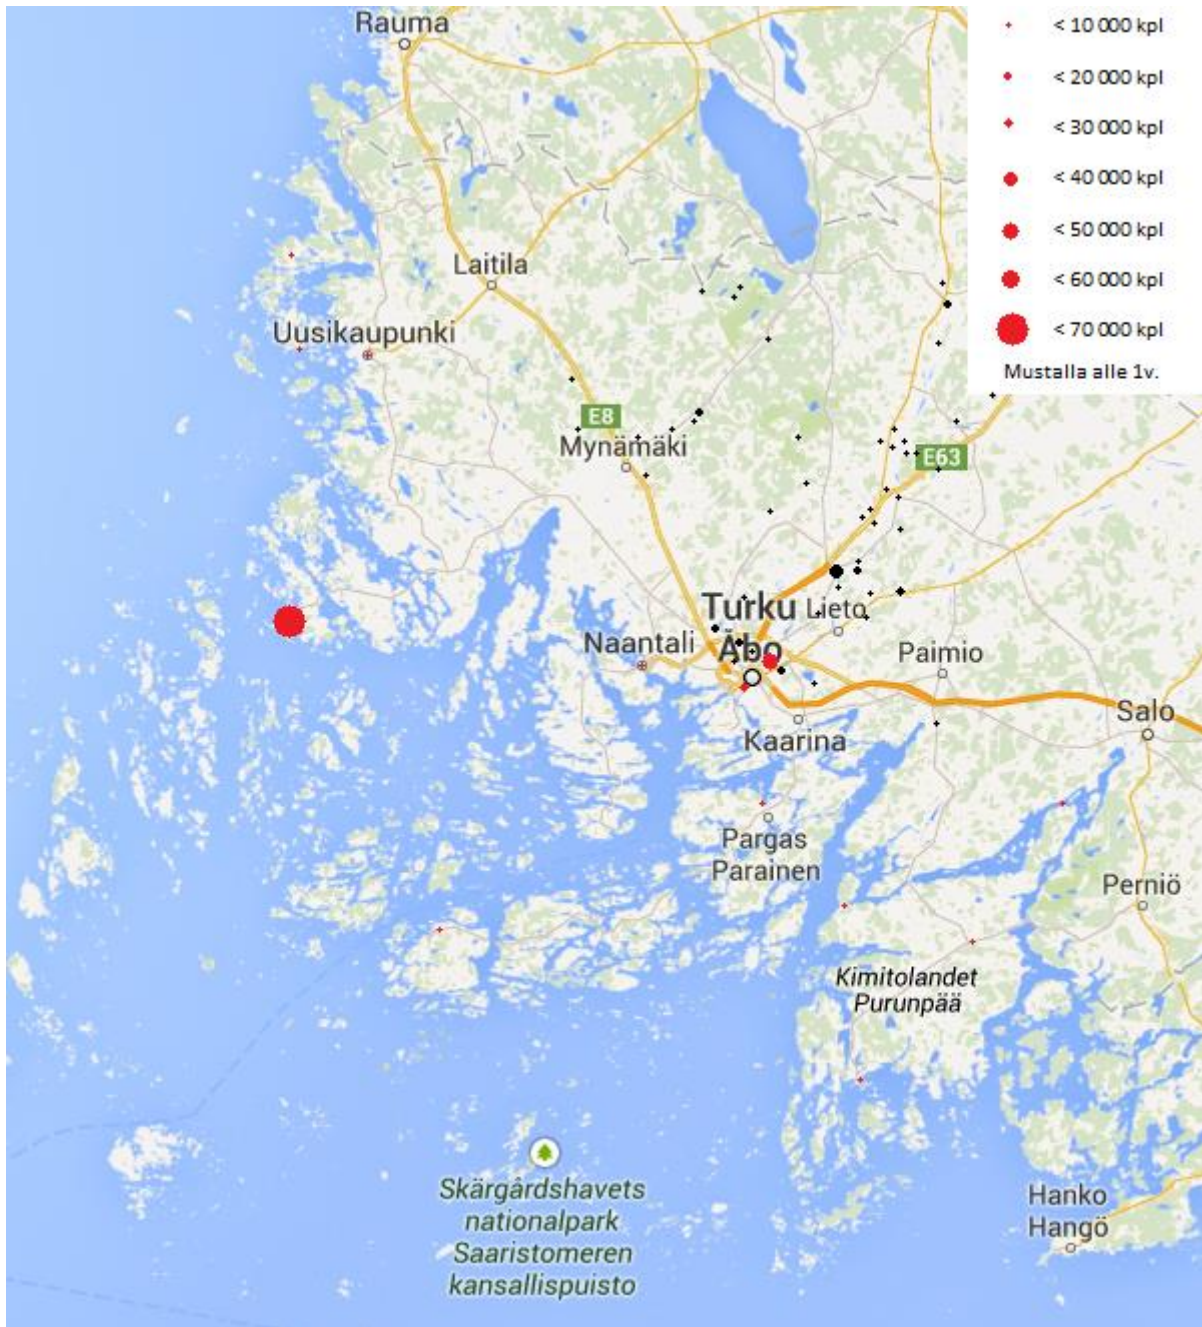 Rauma
< 10 000 kpl
< 20 000 kpl
< 30 000 kpl
< 40 000 kpl
< 50 000 kpl
< 60 000 kpl
< 70 000 kpl
Mustalla alle 1v.
Laitila
Uusikaupunki
E8
Mynämäki
E63
Turku
Åbo
Lieto
Naantali
Paimio
Kaarina
Salo
Pargas
Parainen
Perniö
Kimitolandet
Purunpää
Skärgårdshavets
nationalpark
Saaristomeren
kansallispuisto
Hanko
Hangö